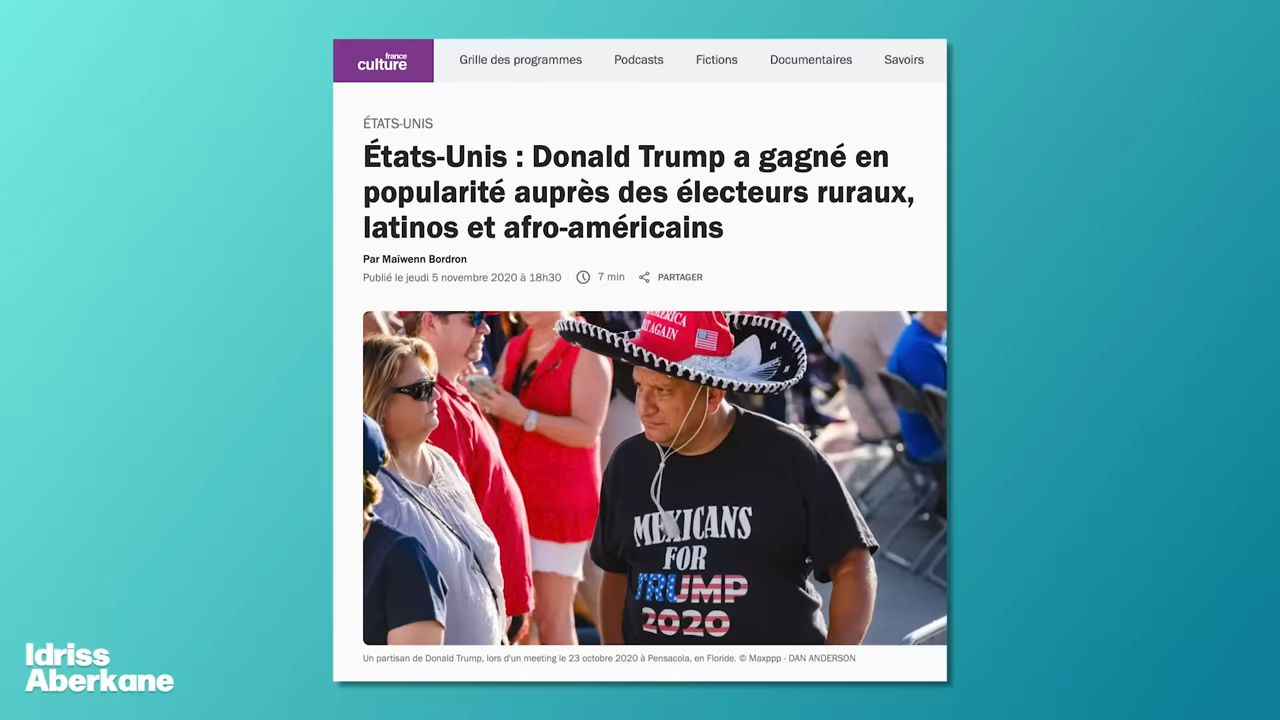 france
culture
Grille des programmes
Podcasts
Fictions
Documentaires
Savoirs
ÉTATS-UNIS
États-Unis : Donald Trump a gagné en
popularité auprès des électeurs ruraux,
latinos et afro-américains
Par Maïwenn Bordron
Publié le jeudi 5 novembre 2020 à 18h30
7 min
PARTAGER
AMERICA
AGAIN
MEXICANS
FOR
TRUMP
2020
Un partisan de Donald Trump, lors d'un meeting le 23 octobre 2020 à Pensacola, en Floride. © Maxppp - DAN ANDERSON
Idriss
Aberkane